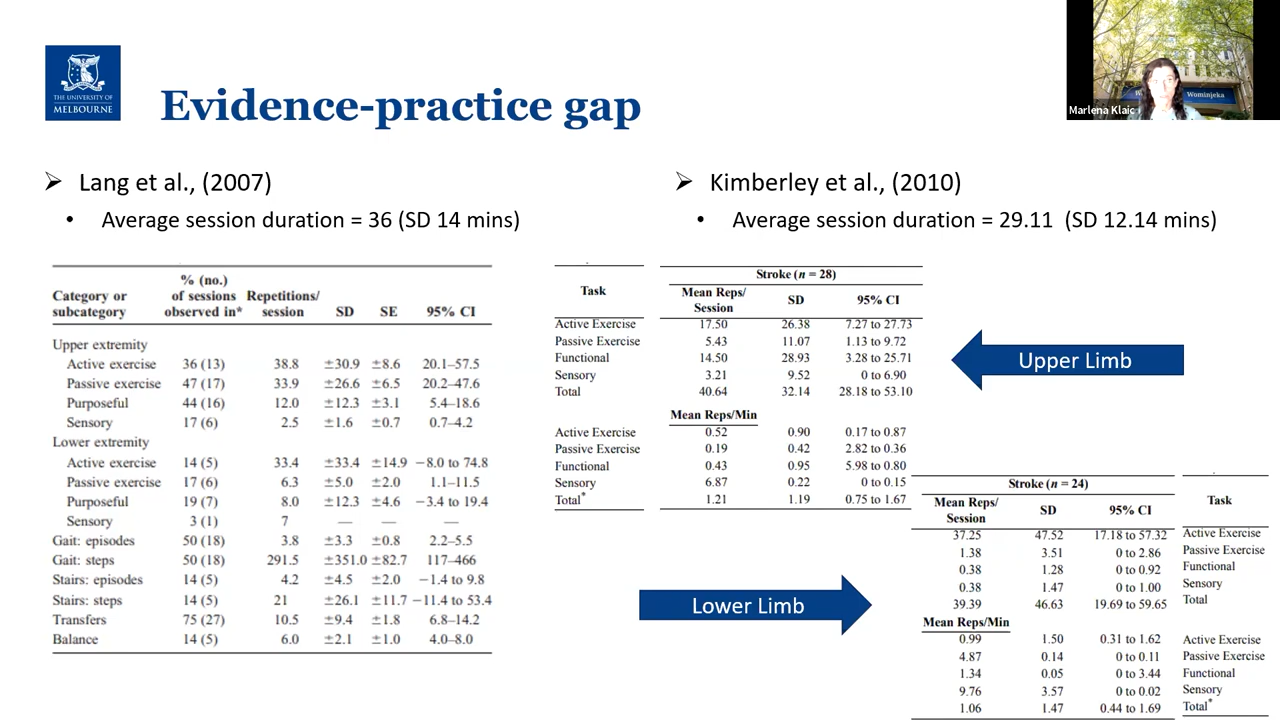 THE UNIVERSITY OF
MELBOURNE
Evidence-practice gap
Wominjeka
Marlena Klaic
➢ Lang et al., (2007)
• Average session duration = 36 (SD 14 mins)
Category or subcategory % (no.) of sessions observed in* Repetitions/ session SD SE 95% CI
Upper extremity
Active exercise 36 (13) 38.8 ±30.9 ±8.6 20.1–57.5
Passive exercise 47 (17) 33.9 ±26.6 ±6.5 20.2–47.6
Purposeful 44 (16) 12.0 ±12.3 ±3.1 5.4–18.6
Sensory 17 (6) 2.5 ±1.6 ±0.7 0.7–4.2
Lower extremity
Active exercise 14 (5) 33.4 ±33.4 ±14.9 −8.0 to 74.8
Passive exercise 17 (6) 6.3 ±5.0 ±2.0 1.1–11.5
Purposeful 19 (7) 8.0 ±12.3 ±4.6 −3.4 to 19.4
Sensory 3 (1) 7 — — —
Gait: episodes 50 (18) 3.8 ±3.3 ±0.8 2.2–5.5
Gait: steps 50 (18) 291.5 ±351.0 ±82.7 117–466
Stairs: episodes 14 (5) 4.2 ±4.5 ±2.0 −1.4 to 9.8
Stairs: steps 14 (5) 21 ±26.1 ±11.7 −11.4 to 53.4
Transfers 75 (27) 10.5 ±9.4 ±1.8 6.8–14.2
Balance 14 (5) 6.0 ±2.1 ±1.0 4.0–8.0
➢ Kimberley et al., (2010)
• Average session duration = 29.11 (SD 12.14 mins)
Stroke (n = 28)
Task Mean Reps/ Session SD 95% CI
Active Exercise 17.50 26.38 7.27 to 27.73
Passive Exercise 5.43 11.07 1.13 to 9.72
Functional 14.50 28.93 3.28 to 25.71
Sensory 3.21 9.52 0 to 6.90
Total 40.64 32.14 28.18 to 53.10
Mean Reps/Min
Active Exercise 0.52 0.90 0.17 to 0.87
Passive Exercise 0.19 0.42 2.82 to 0.36
Functional 0.43 0.95 5.98 to 0.80
Sensory 6.87 0.22 0 to 0.15
Total* 1.21 1.19 0.75 to 1.67
Upper Limb
Lower Limb
Stroke (n = 24)
Mean Reps/ Session SD 95% CI Task
37.25 47.52 17.18 to 57.32 Active Exercise
1.38 3.51 0 to 2.86 Passive Exercise
0.38 1.28 0 to 0.92 Functional
0.38 1.47 0 to 1.00 Sensory
39.39 46.63 19.69 to 59.65 Total
Mean Reps/Min
0.99 1.50 0.31 to 1.62 Active Exercise
4.87 0.14 0 to 0.11 Passive Exercise
1.34 0.05 0 to 3.44 Functional
9.76 3.57 0 to 0.02 Sensory
1.06 1.47 0.44 to 1.69 Total*